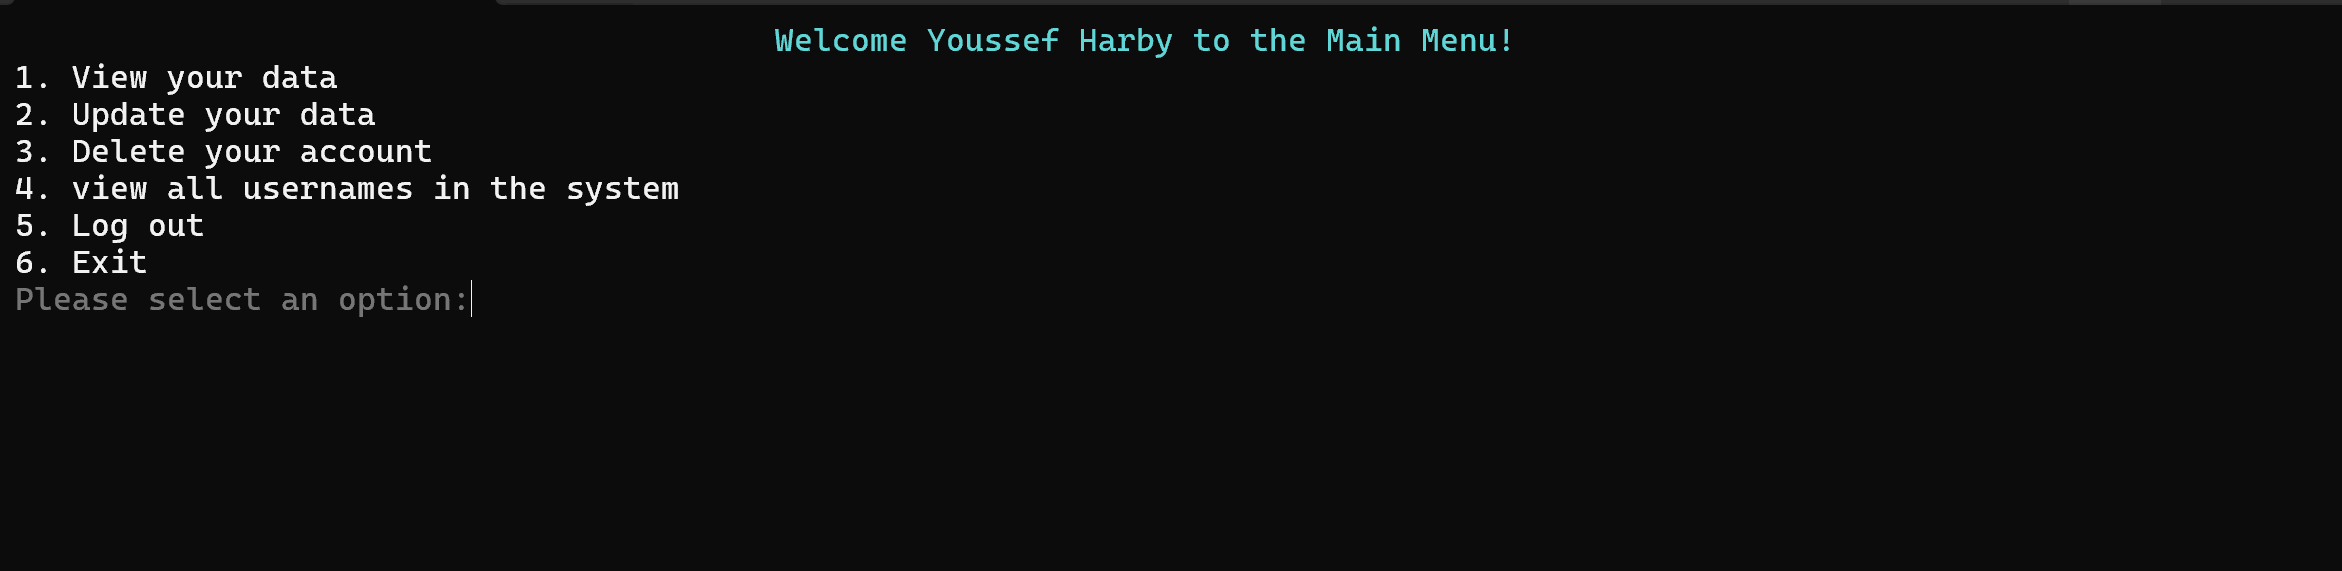 Welcome Youssef Harby to the Main Menu!
1. View your data
2. Update your data
3. Delete your account
4. view all usernames in the system
5. Log out
6. Exit
Please select an option: